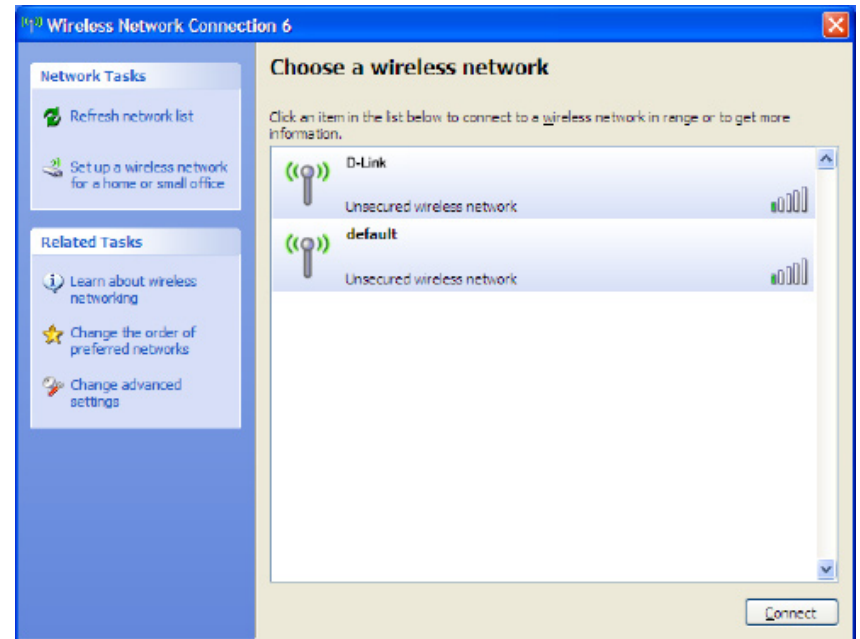 Wireless Network Connection 6
Network Tasks
Refresh network list
Set up a wireless network
for a home or small office
Related Tasks
Learn about wireless
networking
Change the order of
preferred networks
Change advanced
settings
Choose a wireless network
Click an item in the list below to connect to a wireless network in range or to get more
information.
D-Link
Unsecured wireless network
default
Unsecured wireless network
Connect